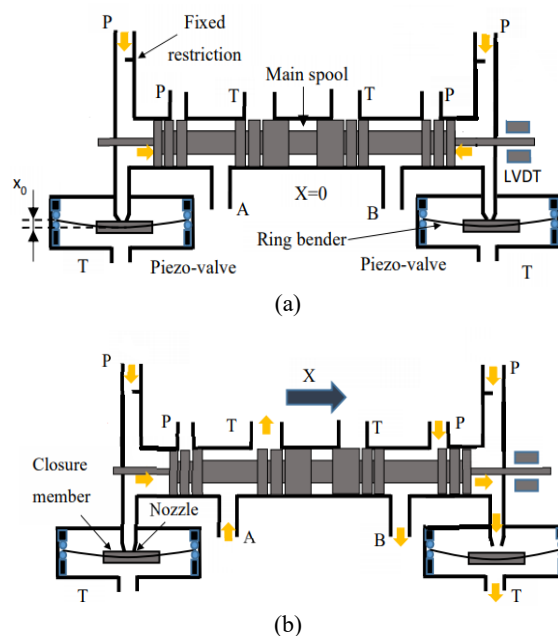 P
Fixed
restriction
P
P
T
Main spool
T
P
LVDT
X₀
A
X=0
B
Ring bender
T
Piezo-valve
Piezo-valve
T
(a)
P
P
X
P
T
T
P
Closure
member
Nozzle
A
B
T
T
(b)